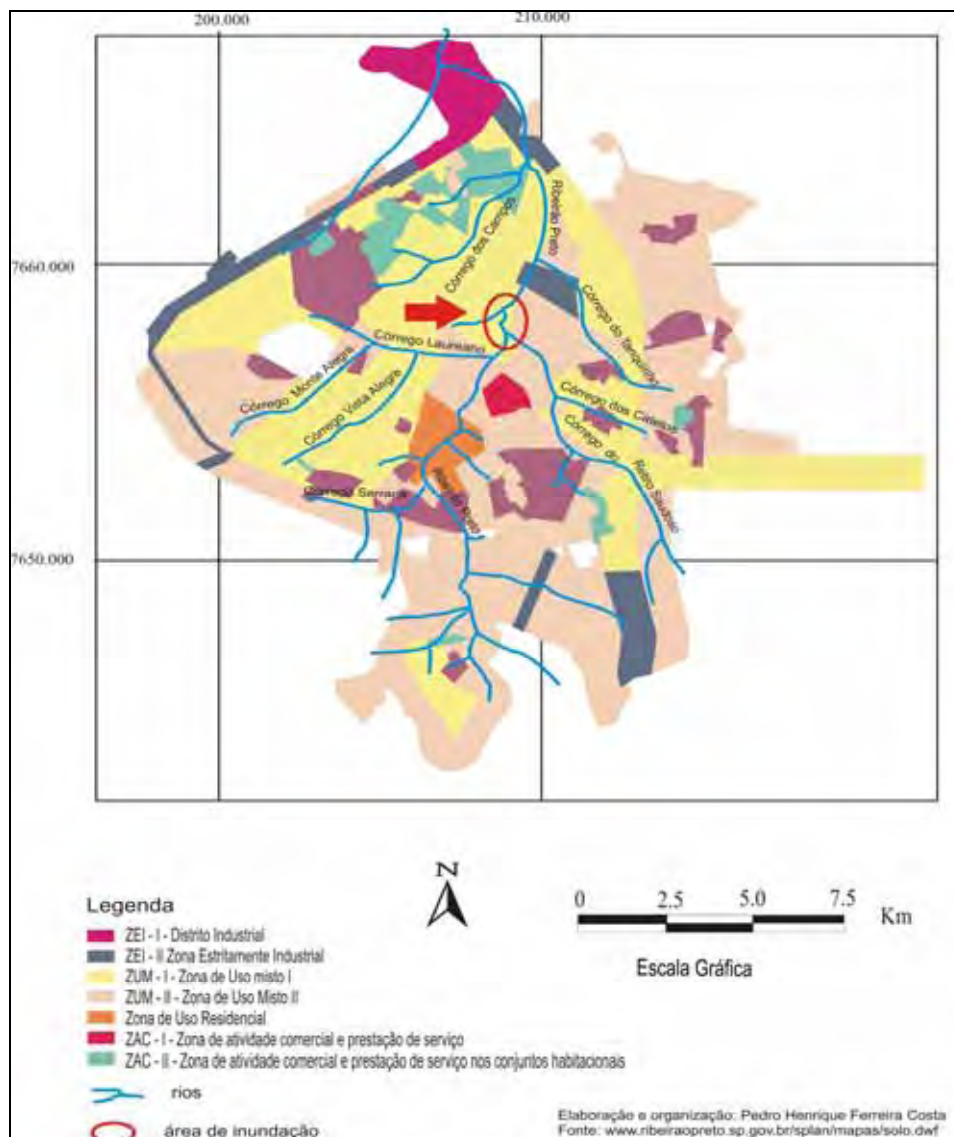 200.000
210.000
7660.000
7650.000
Ribeirão Preto
Córrego dos Campos
Córrego do Tanquinho
Córrego Laureano
Córrego Monte Alegre
Córrego Vista Alegre
Córrego dos Catetos
Córrego do Retiro Saudoso
Córrego Serraria
Ribeirão Preto
N
0 2.5 5.0 7.5 Km
Escala Gráfica
Legenda
ZEI - I - Distrito Industrial
ZEI - II Zona Estritamente Industrial
ZUM - I - Zona de Uso misto I
ZUM - II - Zona de Uso Misto II
Zona de Uso Residencial
ZAC - I - Zona de atividade comercial e prestação de serviço
ZAC - II - Zona de atividade comercial e prestação de serviço nos conjuntos habitacionais
rios
área de inundação
Elaboração e organização: Pedro Henrique Ferreira Costa
Fonte: www.ribeiraopreto.sp.gov.br/splan/mapas/solo.dwf